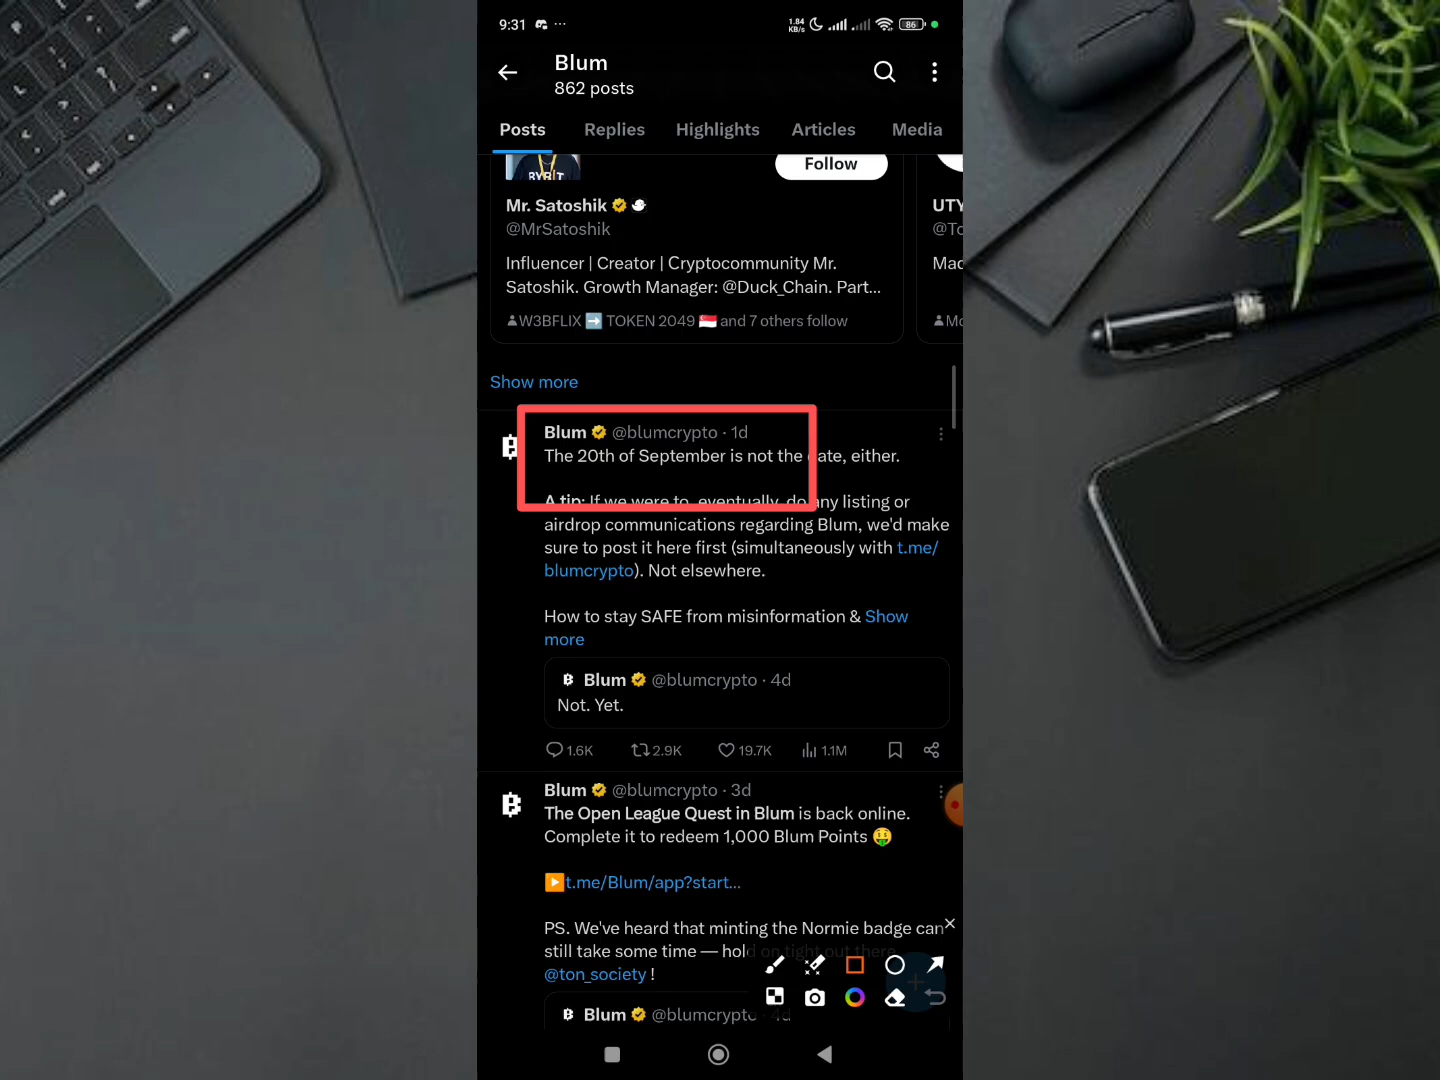 9:31
1.84
KB/s
86
Blum
862 posts
Posts Replies Highlights Articles Media
BYBIT
Follow
Mr. Satoshik
@MrSatoshik
Influencer | Creator | Cryptocommunity Mr.
Satoshik. Growth Manager: @Duck_Chain. Part...
W3BFLIX ➡️ TOKEN 2049 🇸🇬 and 7 others follow
UTY
@To
Mad
Mo
Show more
Blum @blumcrypto · 1d
The 20th of September is not the date, either.
A tip: If we were to, eventually, do any listing or
airdrop communications regarding Blum, we'd make
sure to post it here first (simultaneously with t.me/
blumcrypto). Not elsewhere.
How to stay SAFE from misinformation & Show
more
Blum @blumcrypto · 4d
Not. Yet.
1.6K 2.9K 19.7K 1.1M
Blum @blumcrypto · 3d
The Open League Quest in Blum is back online.
Complete it to redeem 1,000 Blum Points 🤑
▶️t.me/Blum/app?start...
PS. We've heard that minting the Normie badge can
still take some time — hold on tight out there
@ton_society !
Blum @blumcrypto · 4d